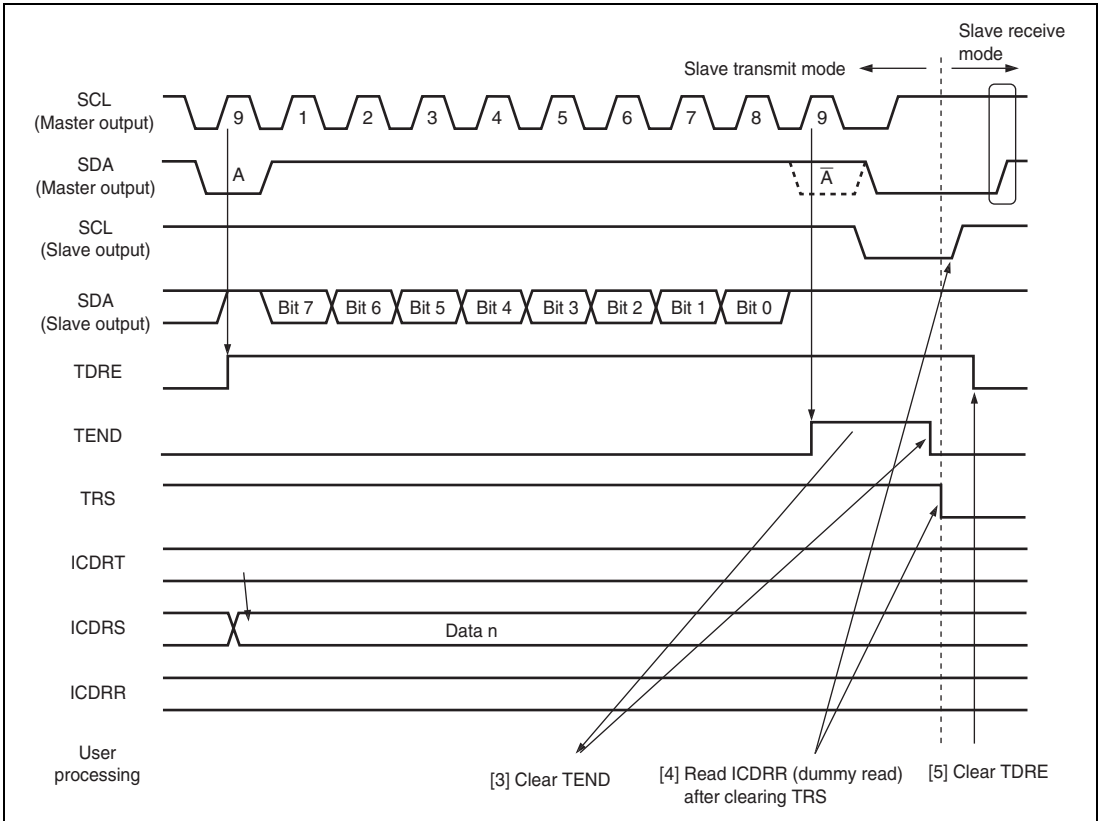 Slave receive
mode
Slave transmit mode
SCL
(Master output)
9 1 2 3 4 5 6 7 8 9
SDA
(Master output)
A A̅
SCL
(Slave output)
SDA
(Slave output)
Bit 7 Bit 6 Bit 5 Bit 4 Bit 3 Bit 2 Bit 1 Bit 0
TDRE
TEND
TRS
ICDRT
ICDRS
Data n
ICDRR
User
processing
[3] Clear TEND
[4] Read ICDRR (dummy read)
after clearing TRS
[5] Clear TDRE